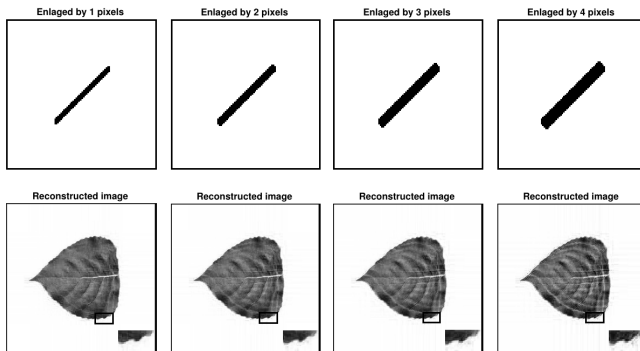 Enlaged by 1 pixels
Enlaged by 2 pixels
Enlaged by 3 pixels
Enlaged by 4 pixels
Reconstructed image
Reconstructed image
Reconstructed image
Reconstructed image